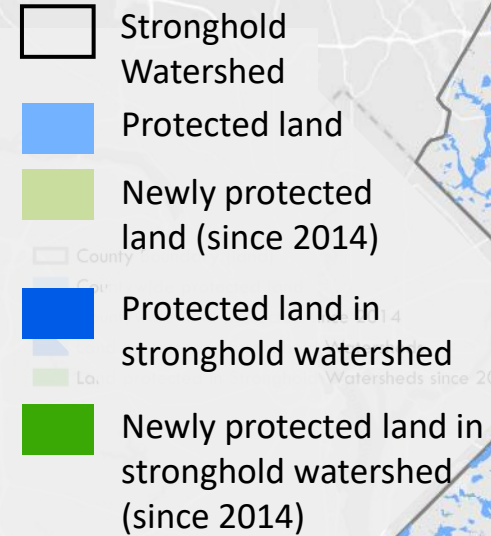 Stronghold
Watershed
Protected land
Newly protected
land (since 2014)
County
Protected land in
stronghold watershed
Newly protected land in
stronghold watershed
(since 2014)